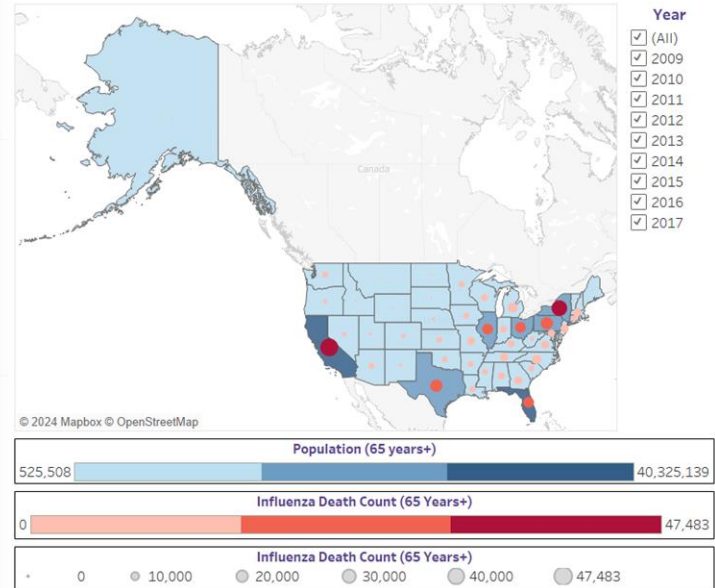 Year
(All)
2009
2010
2011
2012
2013
2014
2015
2016
2017
Canada
© 2024 Mapbox © OpenStreetMap
Population (65 years+)
525,508 40,325,139
Influenza Death Count (65 Years+)
0 47,483
Influenza Death Count (65 Years+)
0 10,000 20,000 30,000 40,000 47,483